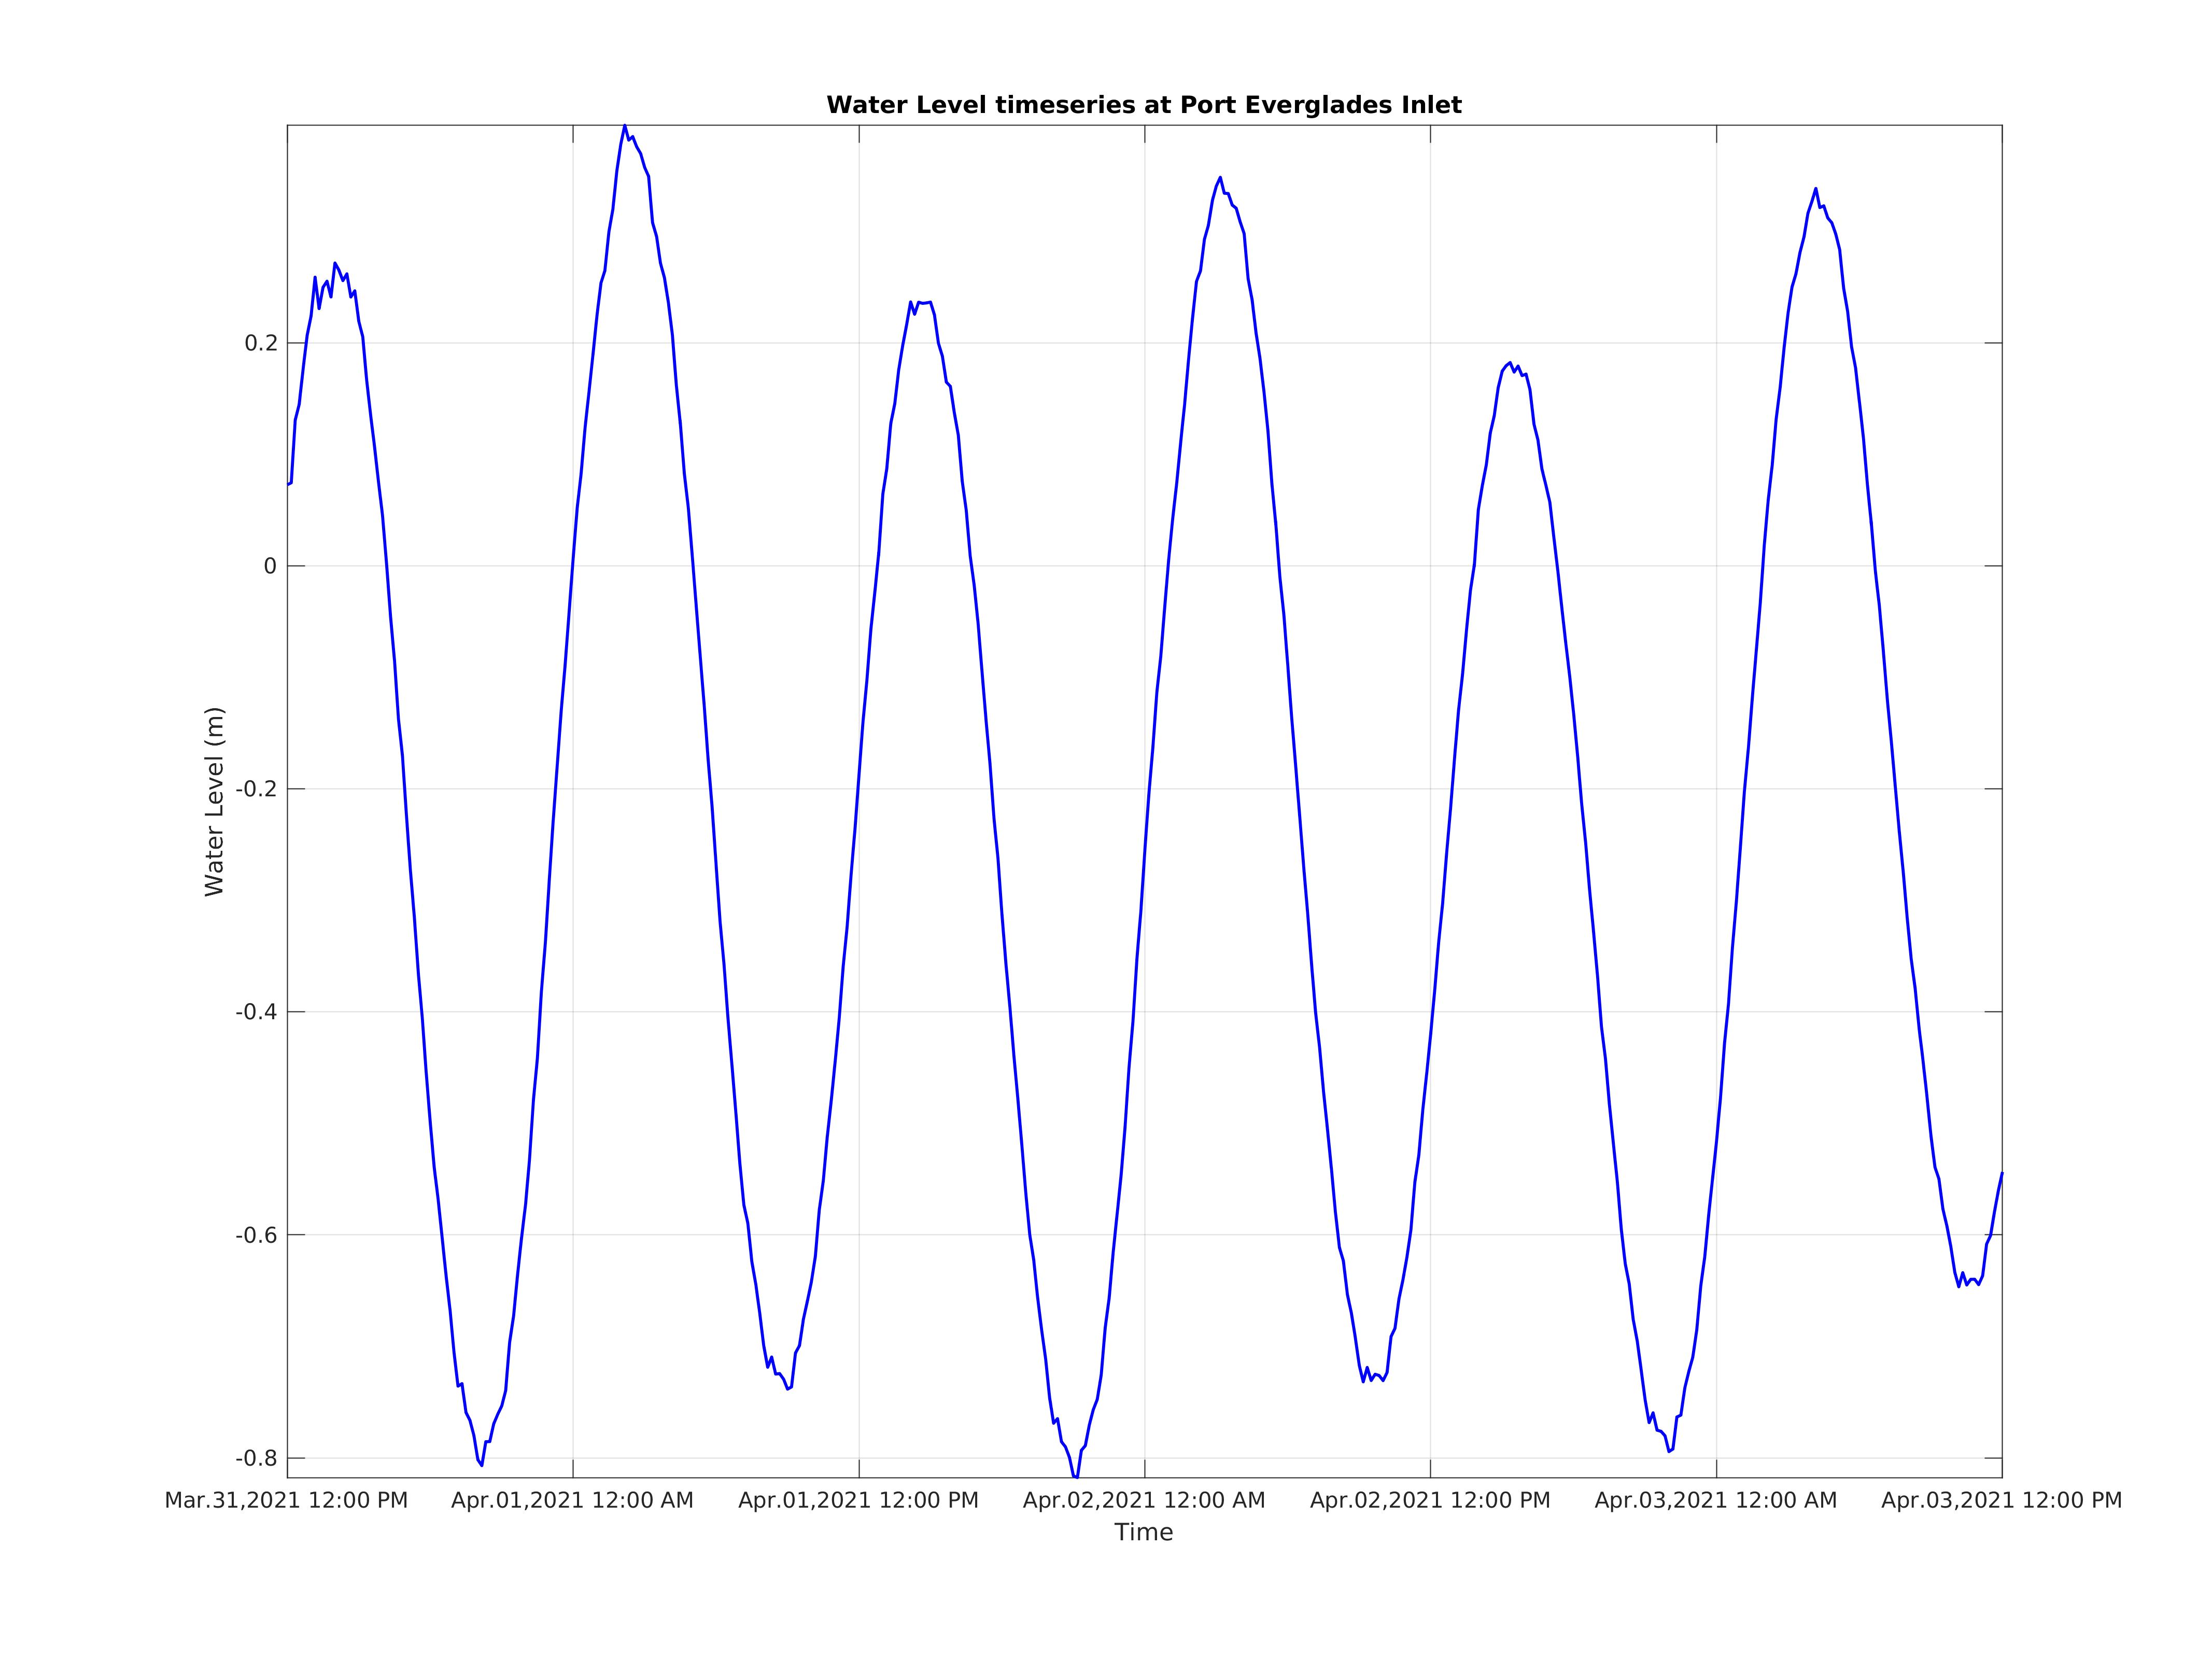 Water Level timeseries at Port Everglades Inlet
Water Level (m)
0.2
0
-0.2
-0.4
-0.6
-0.8
Mar.31,2021 12:00 PM
Apr.01,2021 12:00 AM
Apr.01,2021 12:00 PM
Apr.02,2021 12:00 AM
Apr.02,2021 12:00 PM
Apr.03,2021 12:00 AM
Apr.03,2021 12:00 PM
Time